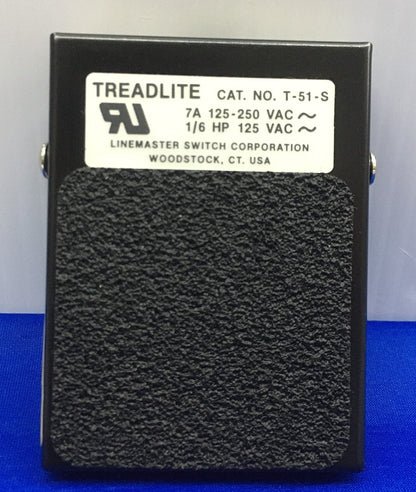 TREADLITE CAT. NO. T-51-S
7A 125-250 VAC ~
1/6 HP 125 VAC ~
LINEMASTER SWITCH CORPORATION
WOODSTOCK, CT. USA